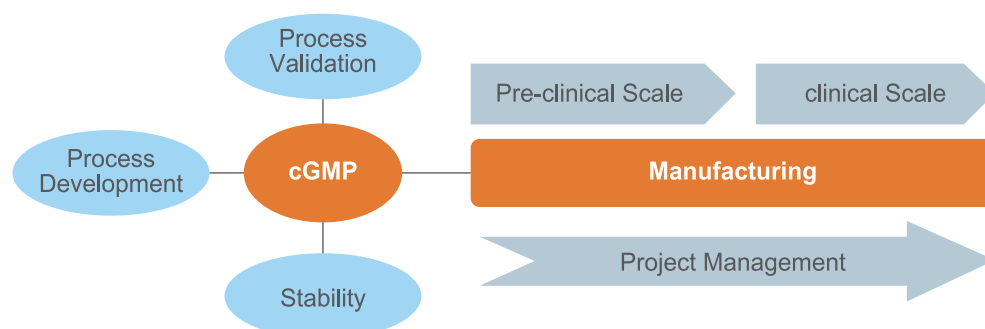 Process
Validation
Pre-clinical Scale
clinical Scale
Process
Development
cGMP
Manufacturing
Project Management
Stability